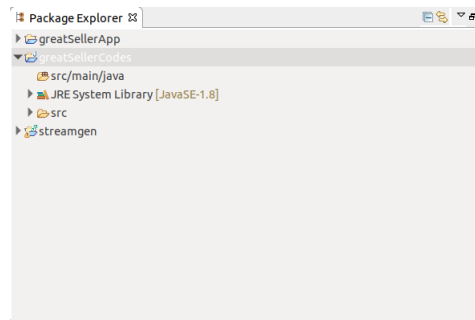 Package Explorer
greatSellerApp
greatSellerCodes
src/main/java
JRE System Library [JavaSE-1.8]
src
streamgen